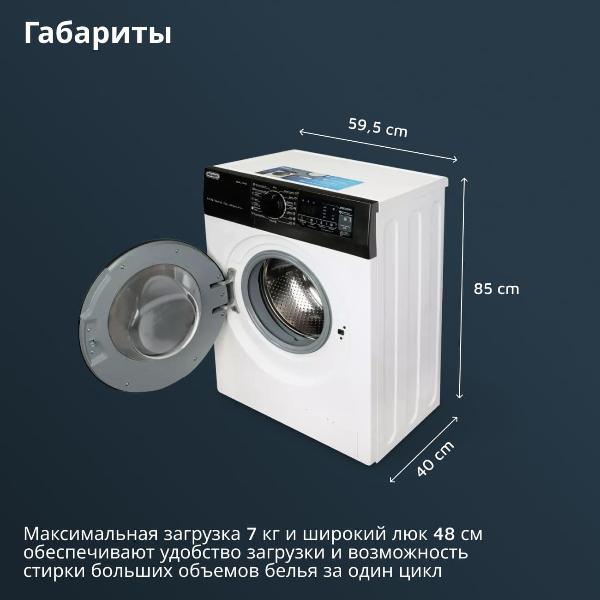 Габариты
59,5 cm
85 cm
40 cm
Максимальная загрузка 7 кг и широкий люк 48 см
обеспечивают удобство загрузки и возможность
стирки больших объемов белья за один цикл